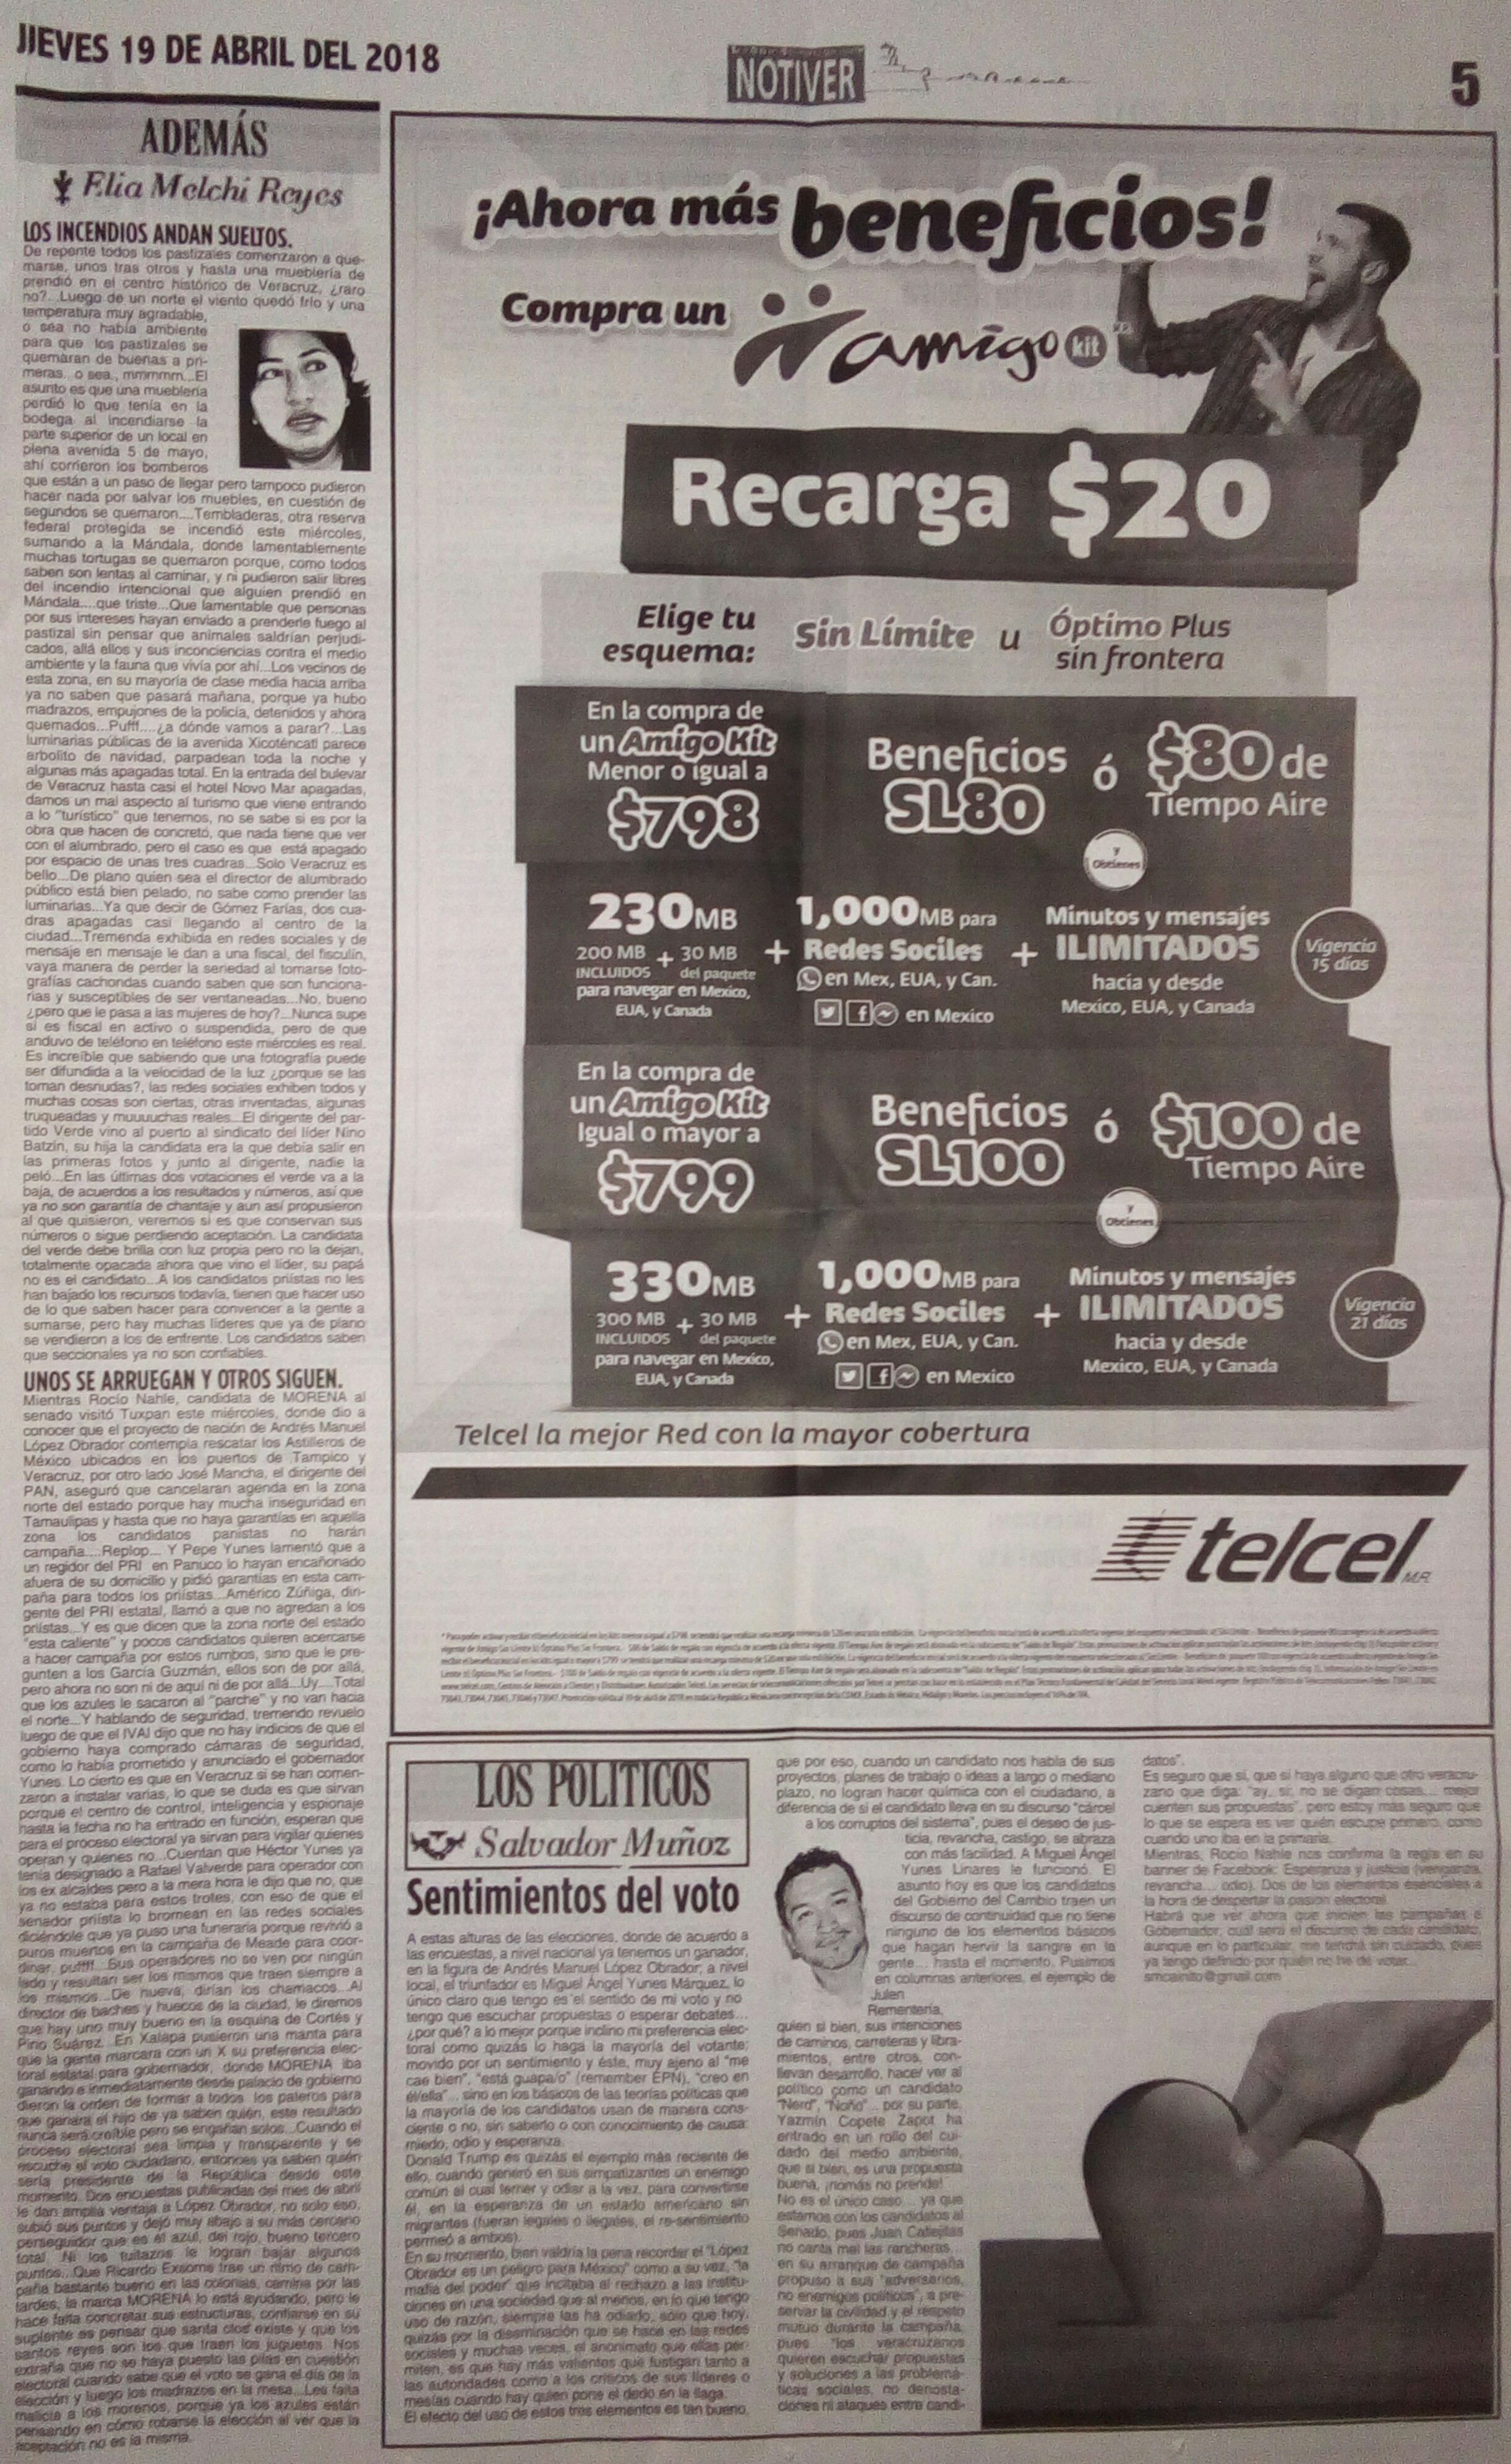 JUEVES 19 DE ABRIL DEL 2018
NOTIVER
5
ADEMÁS
Elia Melchi Reyes
LOS INCENDIOS ANDAN SUELTOS.
De repente todos los pastizales comenzaron a que-
marse, unos tras otros y hasta una mueblería de
prendió en el centro histórico de Veracruz, ¿raro
no?...Luego de un norte el viento quedó frío y una
temperatura muy agradable,
o sea no había ambiente
para que los pastizales se
quemaran de buenas a pri-
meras...o sea., mmmmm...El
asunto es que una mueblería
perdió lo que tenía en la
bodega al incendiarse la
parte superior de un local en
plena avenida 5 de mayo,
ahí corrieron los bomberos
que están a un paso de llegar pero tampoco pudieron
hacer nada por salvar los muebles, en cuestión de
segundos se quemaron....Tembladeras, otra reserva
federal protegida se incendió este miércoles,
sumando a la Mándala, donde lamentablemente
muchas tortugas se quemaron porque, como todos
saben son lentas al caminar, y ni pudieron salir libres
del incendio intencional que alguien prendió en
Mándala....que triste...Que lamentable que personas
por sus intereses hayan enviado a prenderle fuego al
pastizal sin pensar que animales saldrían perjudi-
cados, allá ellos y sus inconciencias contra el medio
ambiente y la fauna que vivía por ahí...Los vecinos de
esta zona, en su mayoría de clase media hacia arriba
ya no saben que pasará mañana, porque ya hubo
madrazos, empujones de la policía, detenidos y ahora
quemados...Pufff....¿a dónde vamos a parar?...Las
luminarias públicas de la avenida Xicoténcatl parece
arbolito de navidad, parpadean toda la noche y
algunas más apagadas total. En la entrada del bulevar
de Veracruz hasta casi el hotel Novo Mar apagadas,
damos un mal aspecto al turismo que viene entrando
a lo "turístico" que tenemos, no se sabe si es por la
obra que hacen de concreto, que nada tiene que ver
con el alumbrado, pero el caso es que está apagado
por espacio de unas tres cuadras...Solo Veracruz es
bello...De plano quien sea el director de alumbrado
público está bien pelado, no sabe como prender las
luminarias...Ya que decir de Gómez Farías, dos cua-
dras apagadas casi llegando al centro de la
ciudad...Tremenda exhibida en redes sociales y de
mensaje en mensaje le dan a una fiscal, del fisculín,
vaya manera de perder la seriedad al tomarse foto-
grafías cachondas cuando saben que son funciona-
rias y susceptibles de ser ventaneadas...No, bueno
¿pero que le pasa a las mujeres de hoy?...Nunca supe
si es fiscal en activo o suspendida, pero de que
anduvo de teléfono en teléfono este miércoles es real.
Es increíble que sabiendo que una fotografía puede
ser difundida a la velocidad de la luz ¿porque se las
toman desnudas?, las redes sociales exhiben todos y
muchas cosas son ciertas, otras inventadas, algunas
truqueadas y muuuuchas reales...El dirigente del par-
tido Verde vino al puerto al sindicato del líder Nino
Batzín, su hija la candidata era la que debía salir en
las primeras fotos y junto al dirigente, nadie la
peló...En las últimas dos votaciones el verde va a la
baja, de acuerdos a los resultados y números, así que
ya no son garantía de chantaje y aun así propusieron
al que quisieron, veremos si es que conservan sus
números o sigue perdiendo aceptación. La candidata
del verde debe brilla con luz propia pero no la dejan,
totalmente opacada ahora que vino el líder, su papá
no es el candidato...A los candidatos priistas no les
han bajado los recursos todavía, tienen que hacer uso
de lo que saben hacer para convencer a la gente a
sumarse, pero hay muchas líderes que ya de plano
se vendieron a los de enfrente. Los candidatos saben
que seccionales ya no son confiables.
UNOS SE ARRUEGAN Y OTROS SIGUEN.
Mientras Rocío Nahle, candidata de MORENA al
senado visitó Tuxpan este miércoles, donde dio a
conocer que el proyecto de nación de Andrés Manuel
López Obrador contempla rescatar los Astilleros de
México ubicados en los puertos de Tampico y
Veracruz, por otro lado José Mancha, el dirigente del
PAN, aseguró que cancelaran agenda en la zona
norte del estado porque hay mucha inseguridad en
Tamaulipas y hasta que no haya garantías en aquella
zona los candidatos panistas no harán
campaña....Replop... Y Pepe Yunes lamentó que a
un regidor del PRI en Panuco lo hayan encañonado
afuera de su domicilio y pidió garantías en esta cam-
paña para todos los priístas...Américo Zúñiga, diri-
gente del PRI estatal, llamó a que no agredan a los
priístas...Y es que dicen que la zona norte del estado
"esta caliente" y pocos candidatos quieren acercarse
a hacer campaña por estos rumbos, sino que le pre-
gunten a los García Guzmán, ellos son de por allá,
pero ahora no son ni de aquí ni de por allá...Uy....Total
que los azules le sacaron al "parche" y no van hacia
el norte...Y hablando de seguridad, tremendo revuelo
luego de que el IVAI dijo que no hay indicios de que el
gobierno haya comprado cámaras de seguridad,
como lo había prometido y anunciado el gobernador
Yunes. Lo cierto es que en Veracruz si se han comen-
zaron a instalar varias, lo que se duda es que sirvan
porque el centro de control, inteligencia y espionaje
hasta la fecha no ha entrado en función, esperan que
para el proceso electoral ya sirvan para vigilar quienes
operan y quienes no...Cuentan que Héctor Yunes ya
tenía designado a Rafael Valverde para operador con
los ex alcaldes pero a la mera hora le dijo que no, que
ya no estaba para estos trotes, con eso de que el
senador priísta lo bromean en las redes sociales
diciéndole que ya puso una funeraria porque revivió a
puros muertos en la campaña de Meade para coor-
dinar, puffff...Sus operadores no se ven por ningún
lado y resultan ser los mismos que traen siempre a
los mismos...De hueva, dirían los chamacos...Al
director de baches y huecos de la ciudad, le diremos
que hay uno muy bueno en la esquina de Cortés y
Pino Suárez...En Xalapa pusieron una manta para
que la gente marcara con un X su preferencia elec-
toral estatal para gobernador, donde MORENA iba
ganando e inmediatamente desde palacio de gobierno
dieron la orden de formar a todos los pateros para
que ganara el hijo de ya saben quién, este resultado
nunca será creíble pero se engañan solos...Cuando el
proceso electoral sea limpia y transparente y se
escuche el voto ciudadano, entonces ya saben quién
sería presidente de la República desde este
momento. Dos encuestas publicadas del mes de abril
le dan amplia ventaja a López Obrador, no solo eso,
subió sus puntos y dejó muy abajo a su más cercano
perseguidor que es el azul, del rojo, bueno tercero
total. Ni los tuitazos le logran bajar algunos
puntos...Que Ricardo Exsome trae un ritmo de cam-
paña bastante bueno en las colonias, camina por las
tardes, la marca MORENA lo está ayudando, pero le
hace falta concretar sus estructuras, confiarse en su
suplente es pensar que santa clos existe y que los
santos reyes son los que traen los juguetes. Nos
extraña que no se haya puesto las pilas en cuestión
electoral cuando sabe que el voto se gana el día de la
elección y luego los madrazos en la mesa...Les falta
malicia a los morenos, porque ya los azules están
pensando en cómo robarse la elección al ver que la
aceptación no es la misma.
¡Ahora más beneficios!
Compra un amigo kit
Recarga $20
Elige tu
esquema:
Sin Límite u Óptimo Plus
sin frontera
En la compra de
un Amigo Kit
Menor o igual a
$798
Beneficios
SL80
ó
$80 de
Tiempo Aire
y
Obtienes
230MB
200 MB + 30 MB
INCLUIDOS del paquete
para navegar en Mexico,
EUA, y Canada
+
1,000MB para
Redes Sociles
en Mex, EUA, y Can.
en Mexico
+
Minutos y mensajes
ILIMITADOS
hacia y desde
Mexico, EUA, y Canada
Vigencia
15 días
En la compra de
un Amigo Kit
Igual o mayor a
$799
Beneficios
SL100
ó
$100 de
Tiempo Aire
y
Obtienes
330MB
300 MB + 30 MB
INCLUIDOS del paquete
para navegar en Mexico,
EUA, y Canada
+
1,000MB para
Redes Sociles
en Mex, EUA, y Can.
en Mexico
+
Minutos y mensajes
ILIMITADOS
hacia y desde
Mexico, EUA, y Canada
Vigencia
21 días
Telcel la mejor Red con la mayor cobertura
telcel M.R.
LOS POLITICOS
Salvador Muñoz
Sentimientos del voto
A estas alturas de las elecciones, donde de acuerdo a
las encuestas, a nivel nacional ya tenemos un ganador,
en la figura de Andrés Manuel López Obrador; a nivel
local, el triunfador es Miguel Ángel Yunes Márquez, lo
único claro que tengo es el sentido de mi voto y no
tengo que escuchar propuestas o esperar debates...
¿por qué? a lo mejor porque inclino mi preferencia elec-
toral como quizás lo haga la mayoría del votante:
movido por un sentimiento y éste, muy ajeno al "me
cae bien", "está guapa/o" (remember EPN), "creo en
él/ella"... sino en los básicos de las teorías políticas que
la mayoría de los candidatos usan de manera cons-
ciente o no, sin saberlo o con conocimiento de causa:
miedo, odio y esperanza.
Donald Trump es quizás el ejemplo más reciente de
ello, cuando generó en sus simpatizantes un enemigo
común al cual temer y odiar a la vez, para convertirse
él, en la esperanza de un estado americano sin
migrantes (fueran legales o ilegales, el re-sentimiento
permeó a ambos).
En su momento, bien valdría la pena recordar el "López
Obrador es un peligro para México" como a su vez, "la
mafia del poder" que incitaba al rechazo a las institu-
ciones en una sociedad que al menos, en lo que tengo
uso de razón, siempre las ha odiado, sólo que hoy,
quizás por la diseminación que se hace en las redes
sociales y muchas veces, el anonimato que ellas per-
miten, es que hay más valientes que fustigan tanto a
las autoridades como a los críticos de sus líderes o
mesías cuando hay quien pone el dedo en la llaga.
El efecto del uso de estos tres elementos es tan bueno,
que por eso, cuando un candidato nos habla de sus
proyectos, planes de trabajo o ideas a largo o mediano
plazo, no logran hacer química con el ciudadano, a
diferencia de si el candidato lleva en su discurso "cárcel
a los corruptos del sistema", pues el deseo de jus-
ticia, revancha, castigo, se abraza
con más facilidad. A Miguel Ángel
Yunes Linares le funcionó. El
asunto hoy es que los candidatos
del Gobierno del Cambio traen un
discurso de continuidad que no tiene
ninguno de los elementos básicos
que hagan hervir la sangre en la
gente... hasta el momento. Pusimos
en columnas anteriores, el ejemplo de
Julen
Rementería,
quien si bien, sus intenciones
de caminos, carreteras y libra-
mientos, entre otros, con-
llevan desarrollo, hacer ver al
político como un candidato
"Nerd", "Ñoño"... por su parte,
Yazmín Copete Zapot ha
entrado en un rollo del cui-
dado del medio ambiente,
que si bien, es una propuesta
buena, ¡nomás no prende!
No es el único caso... ya que
estamos con los candidatos al
Senado, pues Juan Callejas
no canta mal las rancheras...
en su arranque de campaña
propuso a sus "adversarios,
no enemigos políticos", a pre-
servar la civilidad y el respeto
mutuo durante la campaña,
pues "los veracruzanos
quieren escuchar propuestas
y soluciones a las problemá-
ticas sociales, no denosta-
ciones ni ataques entre candi-
datos".
Es seguro que sí, que sí haya alguno que otro veracru-
zano que diga: "ay, sí; no se digan cosas... mejor
cuenten sus propuestas", pero estoy más seguro que
lo que se espera es ver quién escupe primero, como
cuando uno iba en la primaria.
Mientras, Rocío Nahle nos confirma la regla en su
banner de Facebook: Esperanza y justicia (venganza,
revancha... odio). Dos de los elementos esenciales a
la hora de despertar la pasión electoral.
Habrá que ver ahora que inicien las campañas a
Gobernador, cuál será el discurso de cada candidato,
aunque en lo particular, me tendrá sin cuidado, pues
ya tengo definido por quién no he de votar...
smcainito@gmail.com